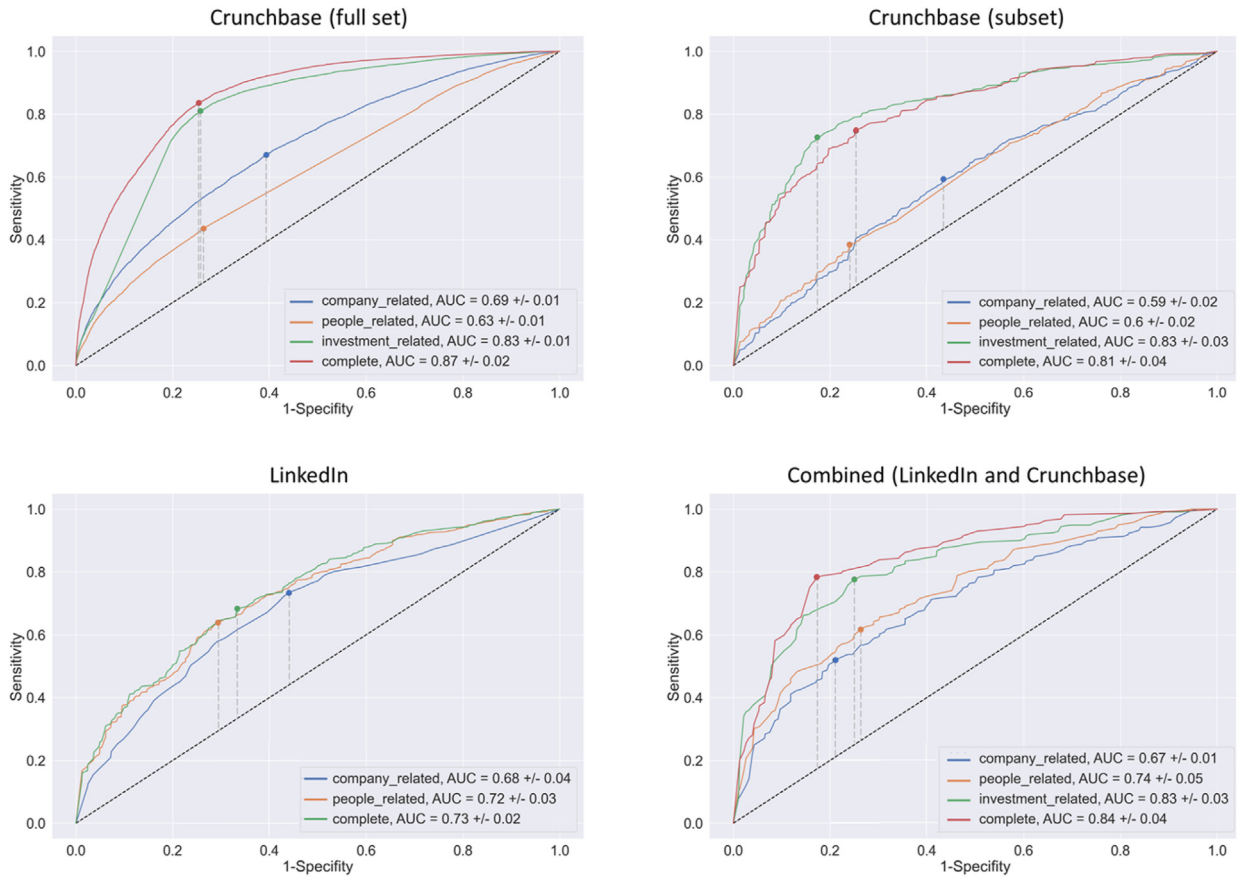 Crunchbase (full set)
1.0
0.8
0.6
0.4
0.2
0.0
Sensitivity
company_related, AUC = 0.69 +/- 0.01
people_related, AUC = 0.63 +/- 0.01
investment_related, AUC = 0.83 +/- 0.01
complete, AUC = 0.87 +/- 0.02
0.0 0.2 0.4 0.6 0.8 1.0
1-Specifity
Crunchbase (subset)
1.0
0.8
0.6
0.4
0.2
0.0
Sensitivity
company_related, AUC = 0.59 +/- 0.02
people_related, AUC = 0.6 +/- 0.02
investment_related, AUC = 0.83 +/- 0.03
complete, AUC = 0.81 +/- 0.04
0.0 0.2 0.4 0.6 0.8 1.0
1-Specifity
LinkedIn
1.0
0.8
0.6
0.4
0.2
0.0
Sensitivity
company_related, AUC = 0.68 +/- 0.04
people_related, AUC = 0.72 +/- 0.03
complete, AUC = 0.73 +/- 0.02
0.0 0.2 0.4 0.6 0.8 1.0
1-Specifity
Combined (LinkedIn and Crunchbase)
1.0
0.8
0.6
0.4
0.2
0.0
Sensitivity
company_related, AUC = 0.67 +/- 0.01
people_related, AUC = 0.74 +/- 0.05
investment_related, AUC = 0.83 +/- 0.03
complete, AUC = 0.84 +/- 0.04
0.0 0.2 0.4 0.6 0.8 1.0
1-Specifity